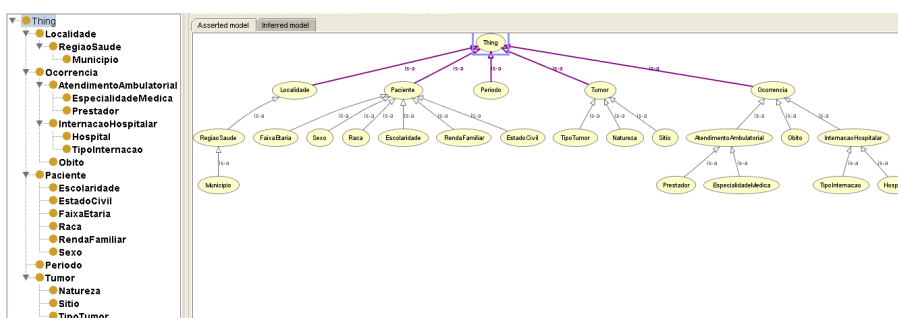 Thing
Localidade
RegiaoSaude
Municipio
Ocorrencia
AtendimentoAmbulatorial
EspecialidadeMedica
Prestador
InternacaoHospitalar
Hospital
TipoInternacao
Obito
Paciente
Escolaridade
EstadoCivil
FaixaEtaria
Raca
RendaFamiliar
Sexo
Periodo
Tumor
Natureza
Sitio
TipoTumor
Asserted model Inferred model
Thing
is-a is-a is-a is-a is-a
Localidade Paciente Periodo Tumor Ocorrencia
is-a is-a is-a is-a is-a is-a is-a is-a is-a is-a is-a is-a is-a
RegiaoSaude FaixaEtaria Sexo Raca Escolaridade RendaFamiliar EstadoCivil TipoTumor Natureza Sitio AtendimentoAmbulatorial Obito InternacaoHospitalar
is-a is-a is-a is-a is-a
Municipio Prestador EspecialidadeMedica TipoInternacao Hosp